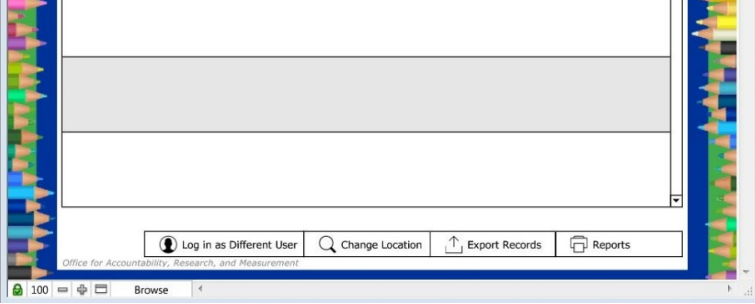 Log in as Different User Change Location Export Records Reports
Office for Accountability, Research, and Measurement
100 Browse